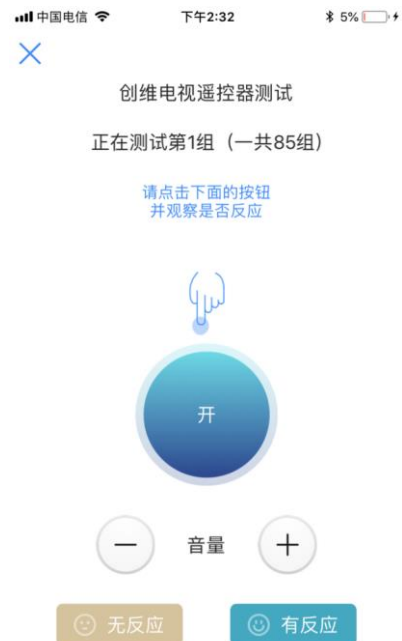 中国电信 下午2:32 5%
创维电视遥控器测试
正在测试第1组（一共85组）
请点击下面的按钮
并观察是否反应
开
音量
无反应 有反应